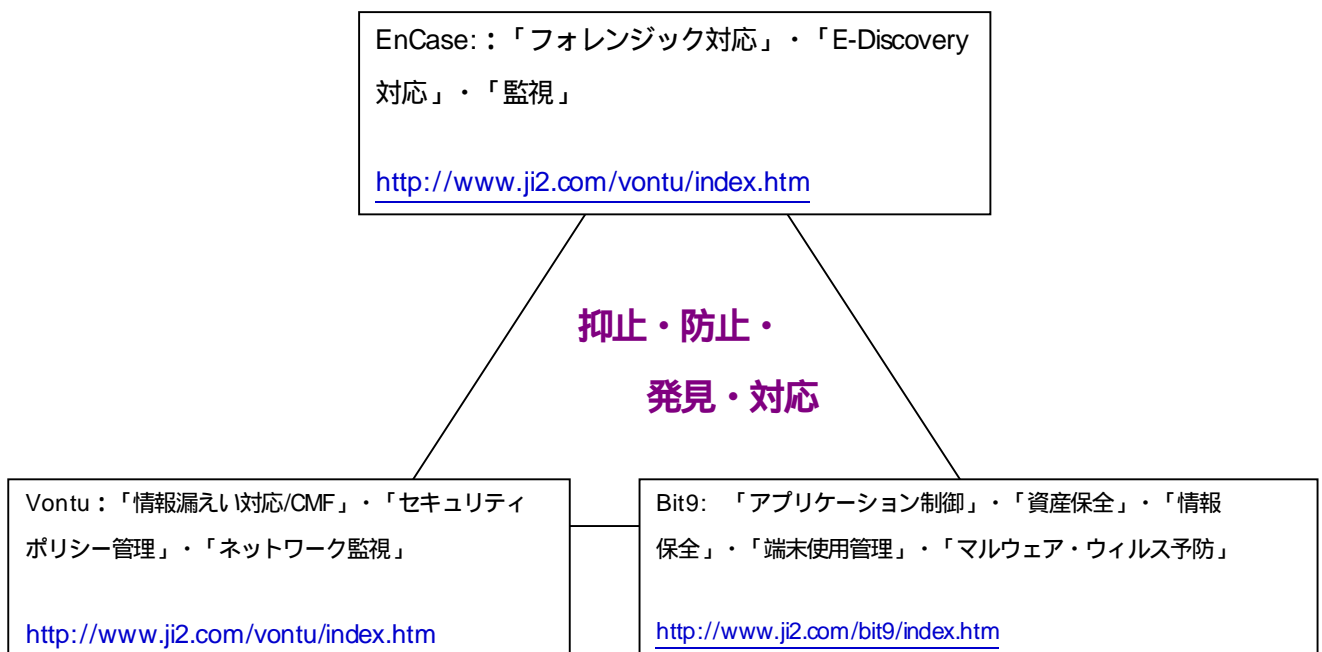 EnCase:：「フォレンジック対応」・「E-Discovery
対応」・「監視」
http://www.ji2.com/vontu/index.htm
抑止・防止・
発見・対応
Vontu：「情報漏えい対応/CMF」・「セキュリティ
ポリシー管理」・「ネットワーク監視」
http://www.ji2.com/vontu/index.htm
Bit9: 「アプリケーション制御」・「資産保全」・「情報
保全」・「端末使用管理」・「マルウェア・ウィルス予防」
http://www.ji2.com/bit9/index.htm